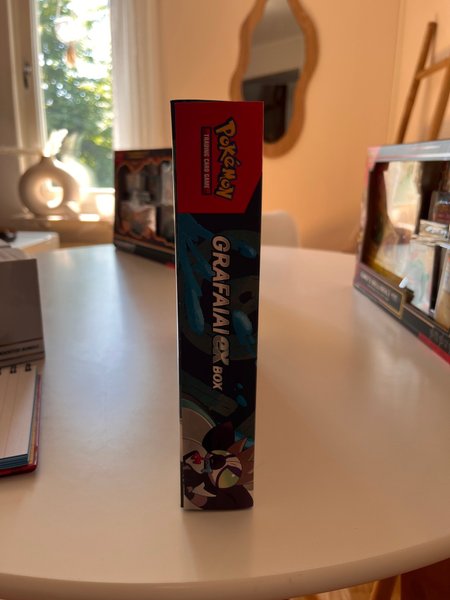 POKÉMON
TRADING CARD GAME
GRAFAIAI ex BOX